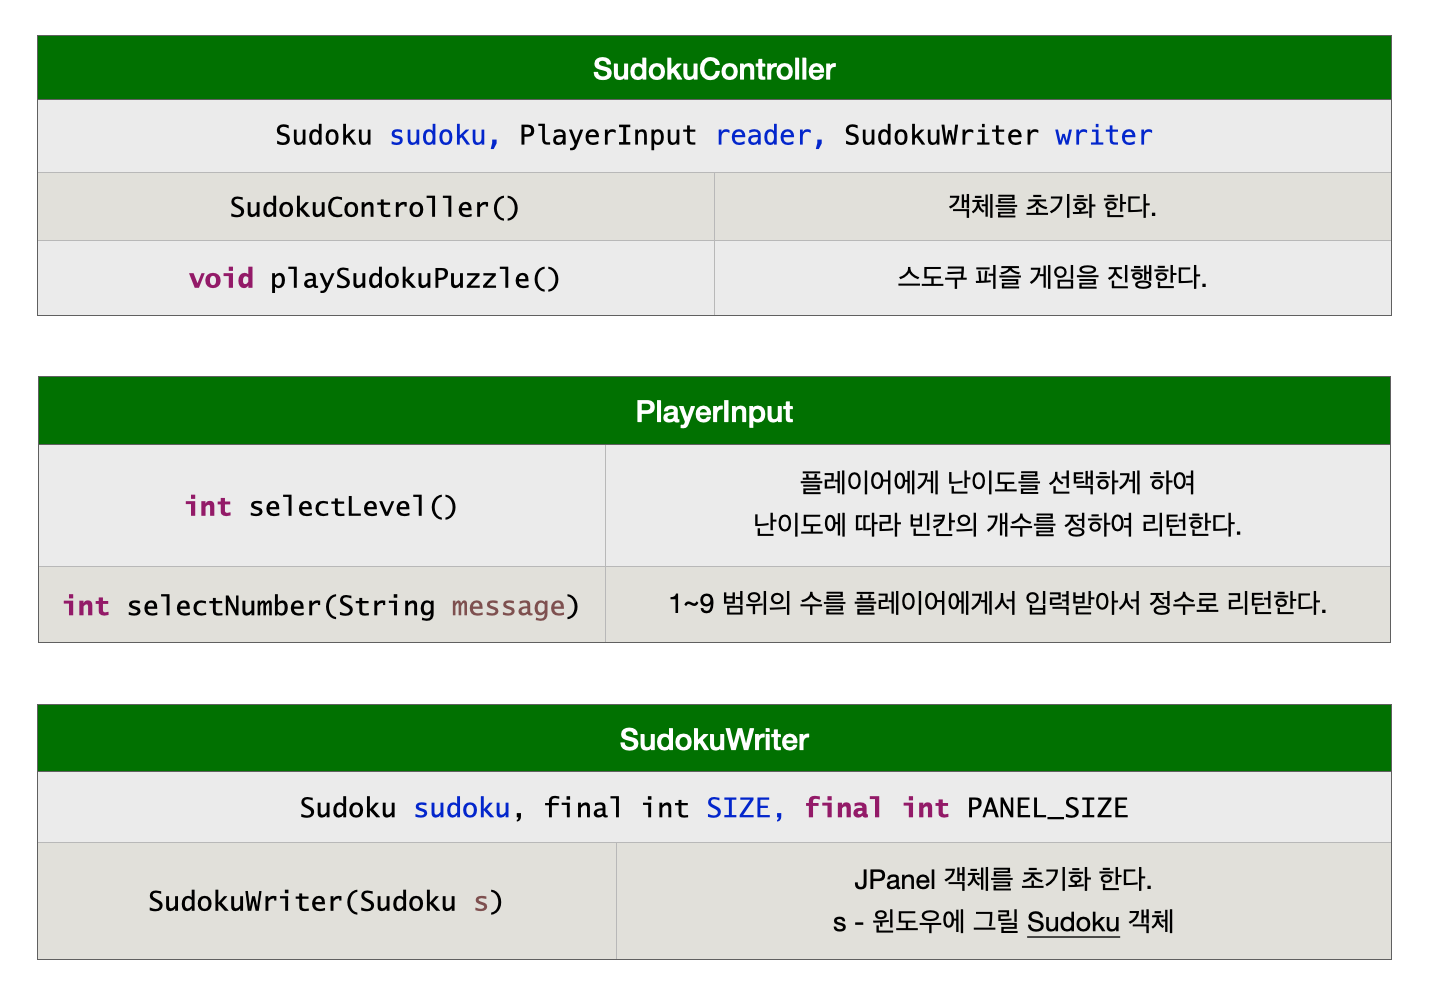 SudokuController
Sudoku sudoku, PlayerInput reader, SudokuWriter writer
SudokuController()
객체를 초기화 한다.
void playSudokuPuzzle()
스도쿠 퍼즐 게임을 진행한다.
PlayerInput
int selectLevel()
플레이어에게 난이도를 선택하게 하여
난이도에 따라 빈칸의 개수를 정하여 리턴한다.
int selectNumber(String message)
1~9 범위의 수를 플레이어에게서 입력받아서 정수로 리턴한다.
SudokuWriter
Sudoku sudoku, final int SIZE, final int PANEL_SIZE
SudokuWriter(Sudoku s)
JPanel 객체를 초기화 한다.
s - 윈도우에 그릴 Sudoku 객체